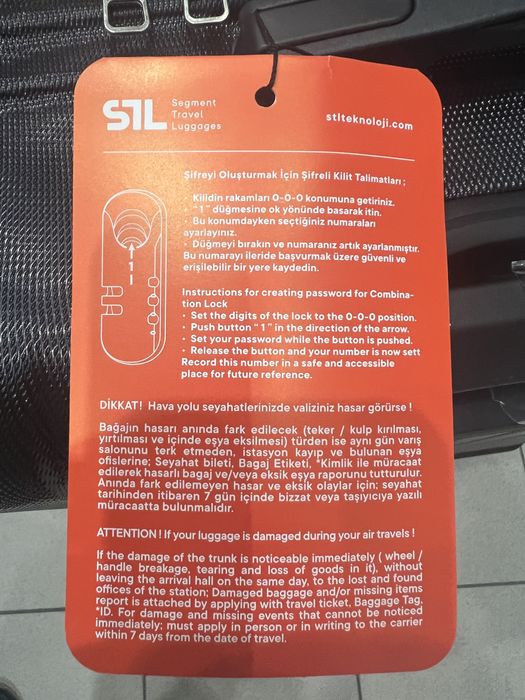 STL Segment
Travel
Luggages
stlteknoloji.com
Şifreyi Oluşturmak İçin Şifreli Kilit Talimatları ;
• Kilidin rakamları 0-0-0 konumuna getiriniz.
• “ 1 ” düğmesine ok yönünde basarak itin.
• Bu konumdayken seçtiğiniz numaraları
ayarlayınız.
• Düğmeyi bırakın ve numaranız artık ayarlanmıştır.
Bu numarayı ileride başvurmak üzere güvenli ve
erişilebilir bir yere kaydedin.
1
Instructions for creating password for Combina-
tion Lock
• Set the digits of the lock to the 0-0-0 position.
• Push button “ 1 ” in the direction of the arrow.
• Set your password while the button is pushed.
• Release the button and your number is now sett
Record this number in a safe and accessible
place for future reference.
DİKKAT! Hava yolu seyahatlerinizde valiziniz hasar görürse !
Bagajın hasarı anında fark edilecek (teker / kulp kırılması,
yırtılması ve içinde eşya eksilmesi) türden ise aynı gün varış
salonunu terk etmeden, istasyon kayıp ve bulunan eşya
ofislerine; Seyahat bileti, Bagaj Etiketi, *Kimlik ile müracaat
edilerek hasarlı bagaj ve/veya eksik eşya raporunu tutturulur.
Anında fark edilemeyen hasar ve eksik olaylar için; seyahat
tarihinden itibaren 7 gün içinde bizzat veya taşıyıcıya yazılı
müracaatta bulunmalıdır.
ATTENTION ! If your luggage is damaged during your air travels !
If the damage of the trunk is noticeable immediately ( wheel /
handle breakage, tearing and loss of goods in it), without
leaving the arrival hall on the same day, to the lost and found
offices of the station; Damaged baggage and/or missing items
report is attached by applying with travel ticket, Baggage Tag,
*ID. For damage and missing events that cannot be noticed
immediately; must apply in person or in writing to the carrier
within 7 days from the date of travel.